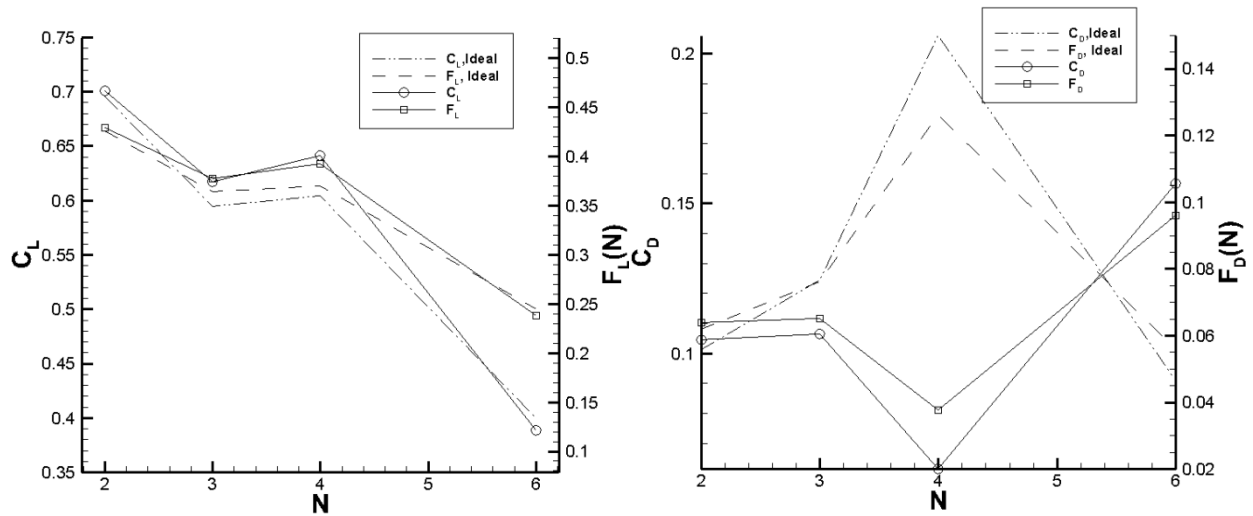 0.75
0.7
0.65
0.6
0.55
0.5
0.45
0.4
0.35
C_L
2
3
4
5
6
N
0.5
0.45
0.4
0.35
0.3
0.25
0.2
0.15
0.1
F_L(N)
C_L,Ideal
F_L, Ideal
C_L
F_L
0.2
0.15
0.1
C_D
2
3
4
5
6
N
0.14
0.12
0.1
0.08
0.06
0.04
0.02
F_D(N)
C_D,Ideal
F_D, Ideal
C_D
F_D